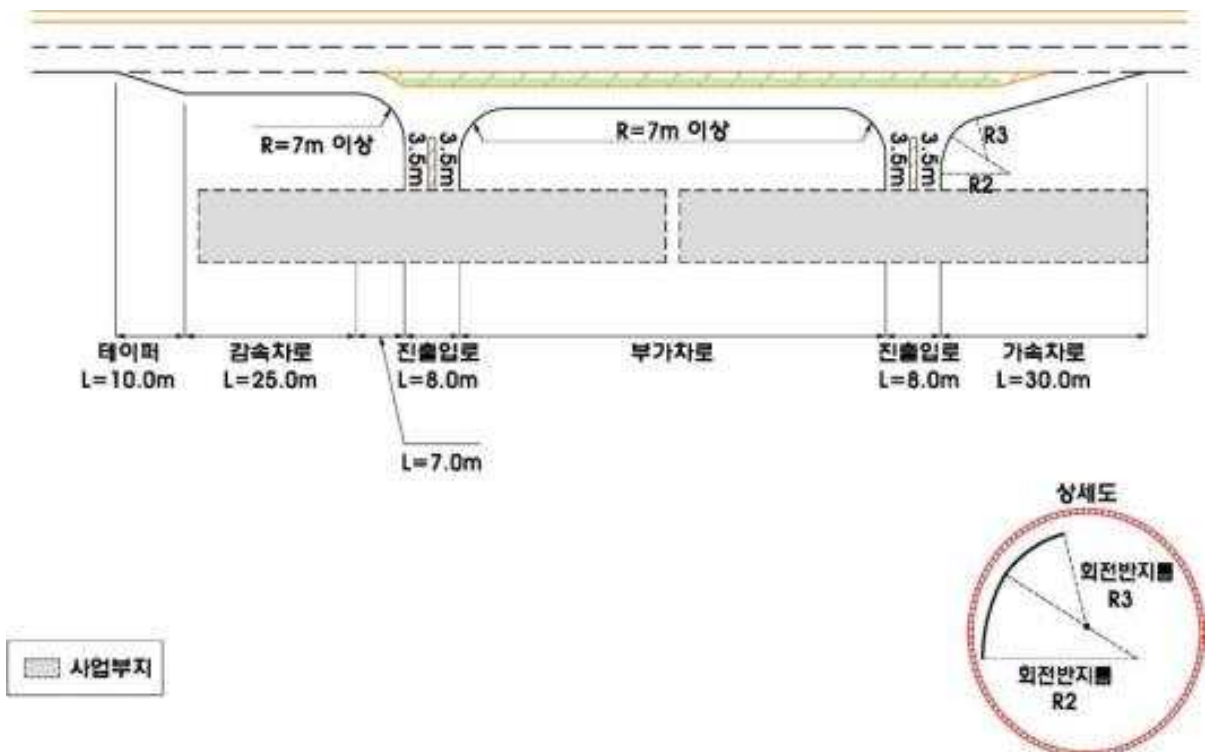 R=7m 이상
3.5m
3.5m
R=7m 이상
3.5m
3.5m
R3
R2
테이퍼
L=10.0m
감속차로
L=25.0m
진출입로
L=8.0m
부가차로
진출입로
L=8.0m
가속차로
L=30.0m
L=7.0m
상세도
회전반지름
R3
회전반지름
R2
사업부지